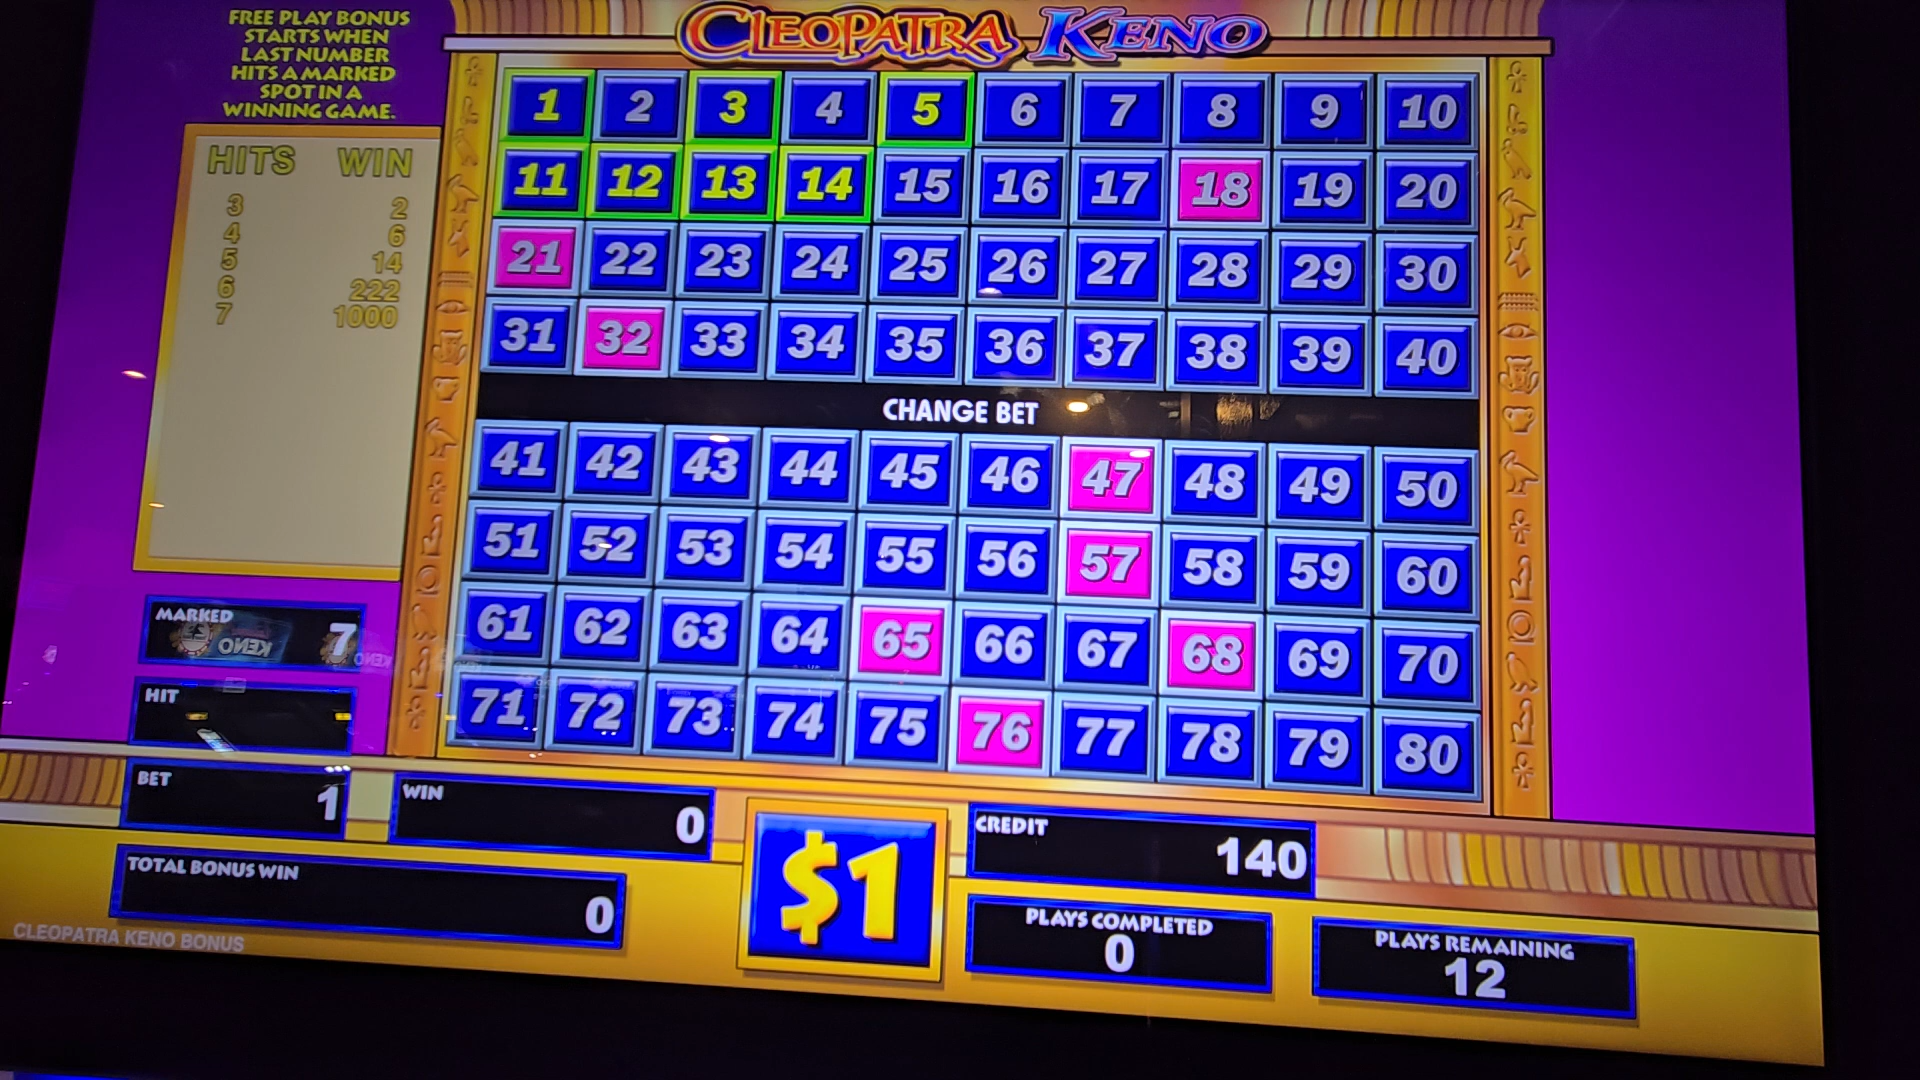 FREE PLAY BONUS
STARTS WHEN
LAST NUMBER
HITS A MARKED
SPOT IN A
WINNING GAME.
CLEOPATRA KENO
HITS WIN
3 2
4 6
5 14
6 222
7 1000
1 2 3 4 5 6 7 8 9 10
11 12 13 14 15 16 17 18 19 20
21 22 23 24 25 26 27 28 29 30
31 32 33 34 35 36 37 38 39 40
CHANGE BET
41 42 43 44 45 46 47 48 49 50
51 52 53 54 55 56 57 58 59 60
61 62 63 64 65 66 67 68 69 70
71 72 73 74 75 76 77 78 79 80
MARKED 7
KENO
KENO
HIT
BET 1
WIN 0
TOTAL BONUS WIN 0
$1
CREDIT 140
PLAYS COMPLETED
0
PLAYS REMAINING
12
CLEOPATRA KENO BONUS